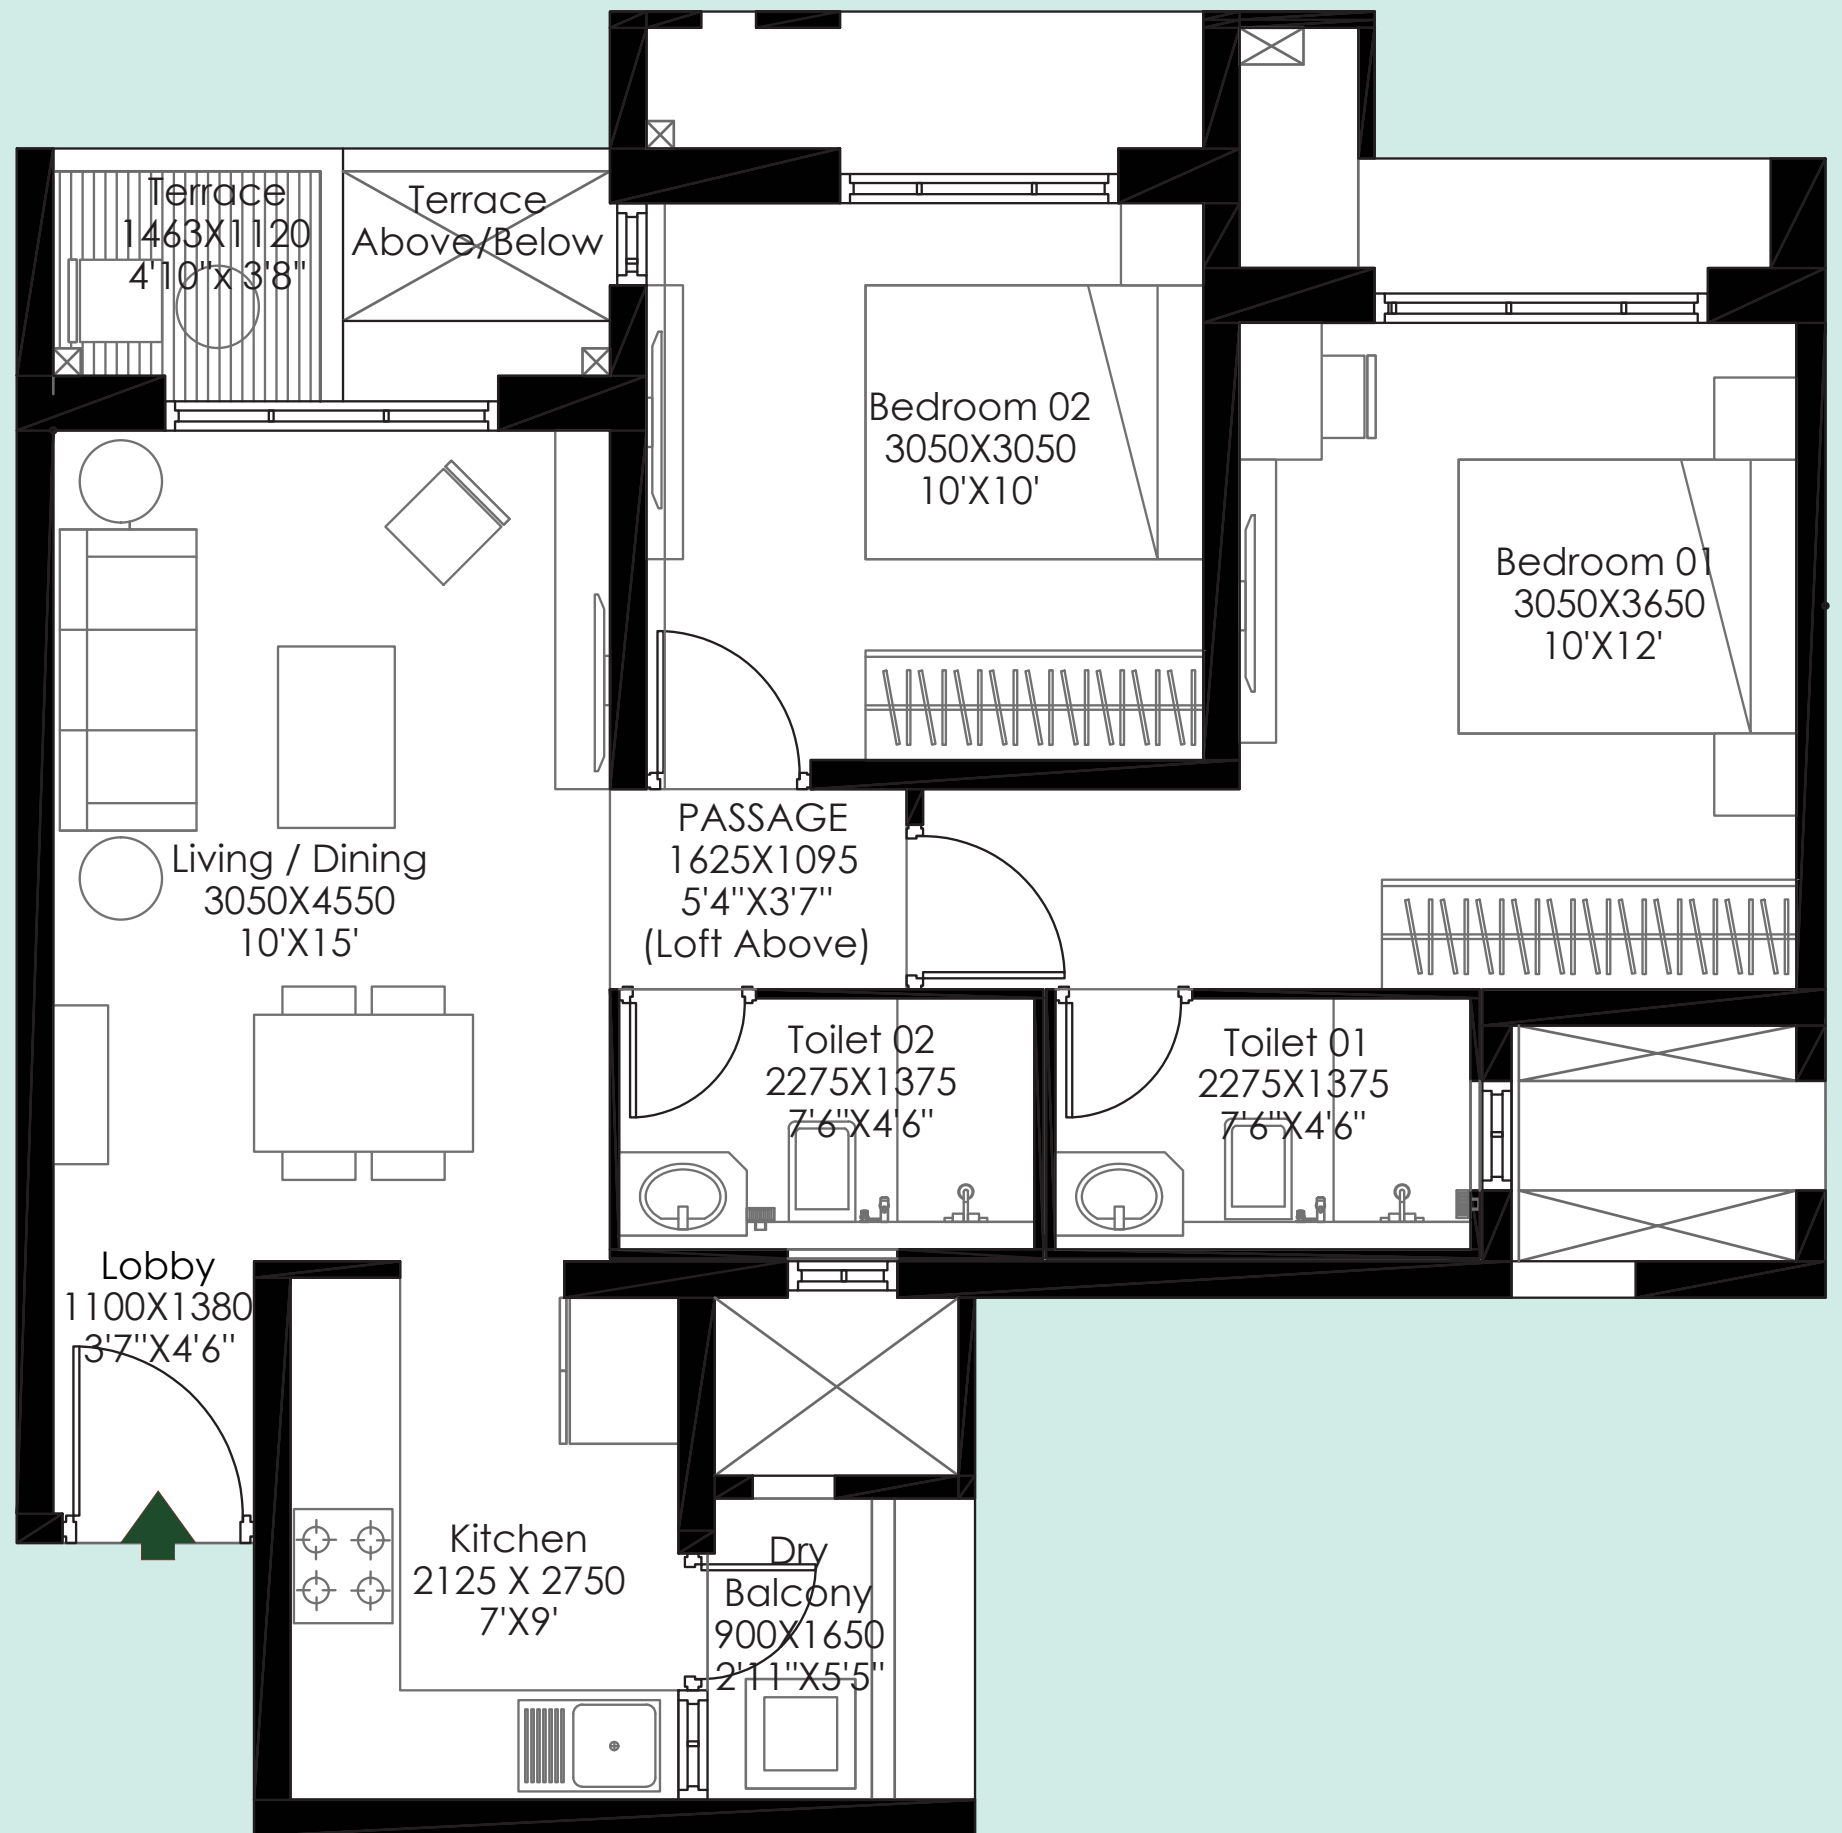 Terrace
1463X1120
4'10"x 3'8"
Terrace
Above/Below
Bedroom 02
3050X3050
10'X10'
Bedroom 01
3050X3650
10'X12'
PASSAGE
1625X1095
5'4"X3'7"
(Loft Above)
Living / Dining
3050X4550
10'X15'
Toilet 02
2275X1375
7'6"X4'6"
Toilet 01
2275X1375
7'6"X4'6"
Lobby
1100X1380
3'7"X4'6"
Kitchen
2125 X 2750
7'X9'
Dry
Balcony
900X1650
2'11"X5'5"